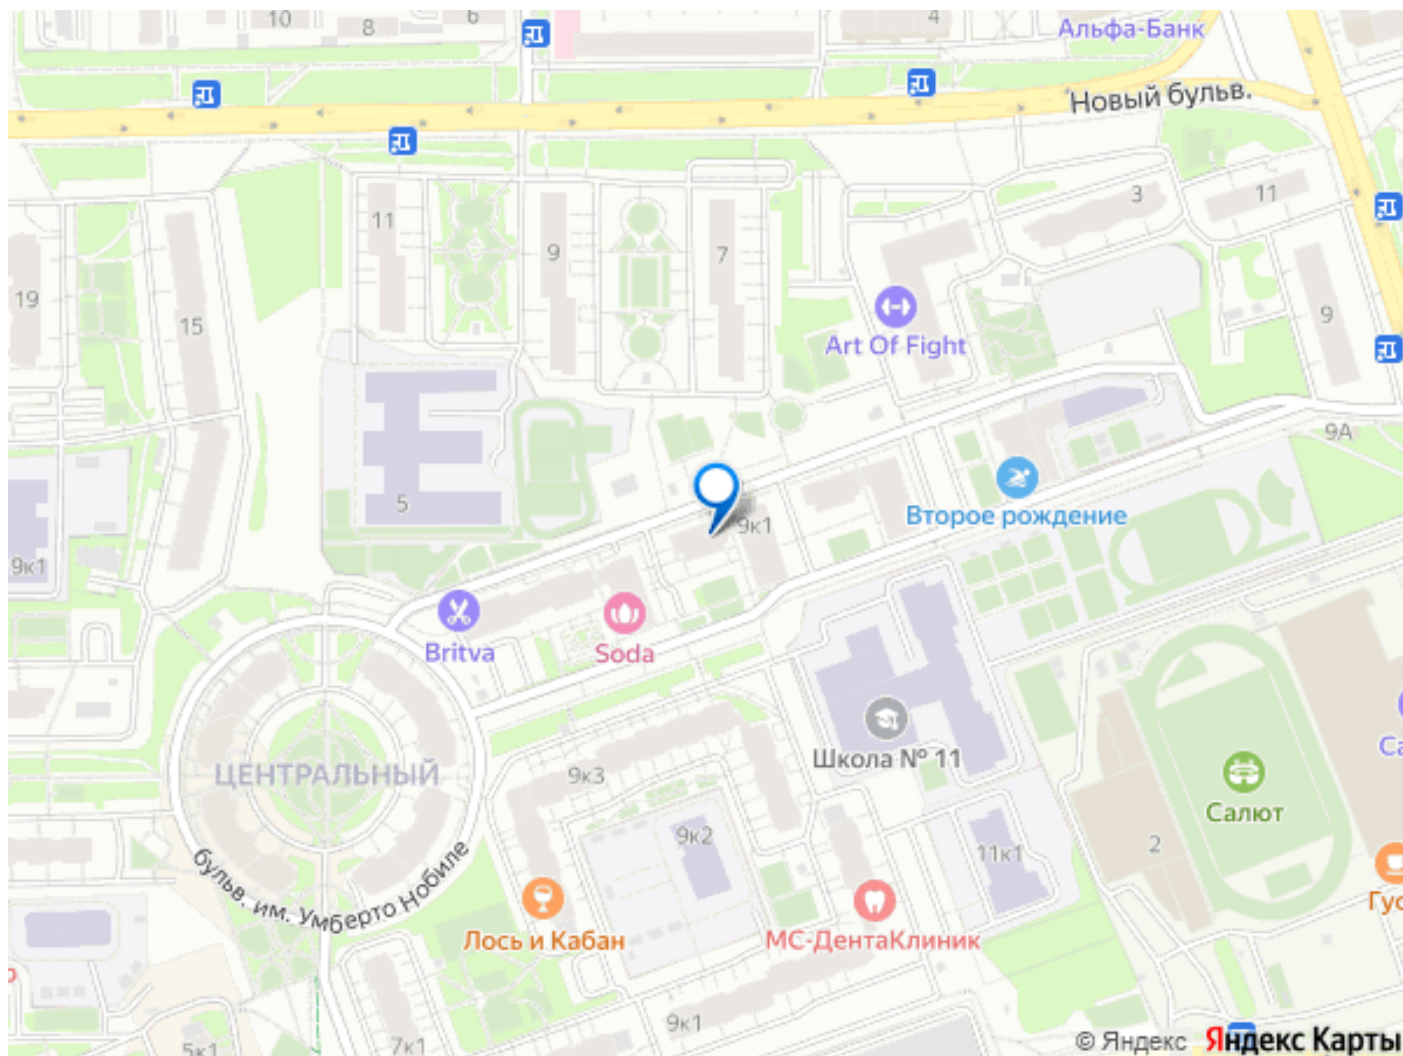 10
8
6
4
Альфа-Банк
Новый бульв.
11
9
7
3
11
19
15
Art Of Fight
9
5
9А
9к1
Второе рождение
9к1
Britva
Soda
Школа № 11
ЦЕНТРАЛЬНЫЙ
9к3
9к2
11к1
2
Салют
Са
бульв. им. Умберто Нобиле
Лось и Кабан
МС-ДентаКлиник
Гус
9к1
7к1
5к1
© Яндекс Яндекс Карты